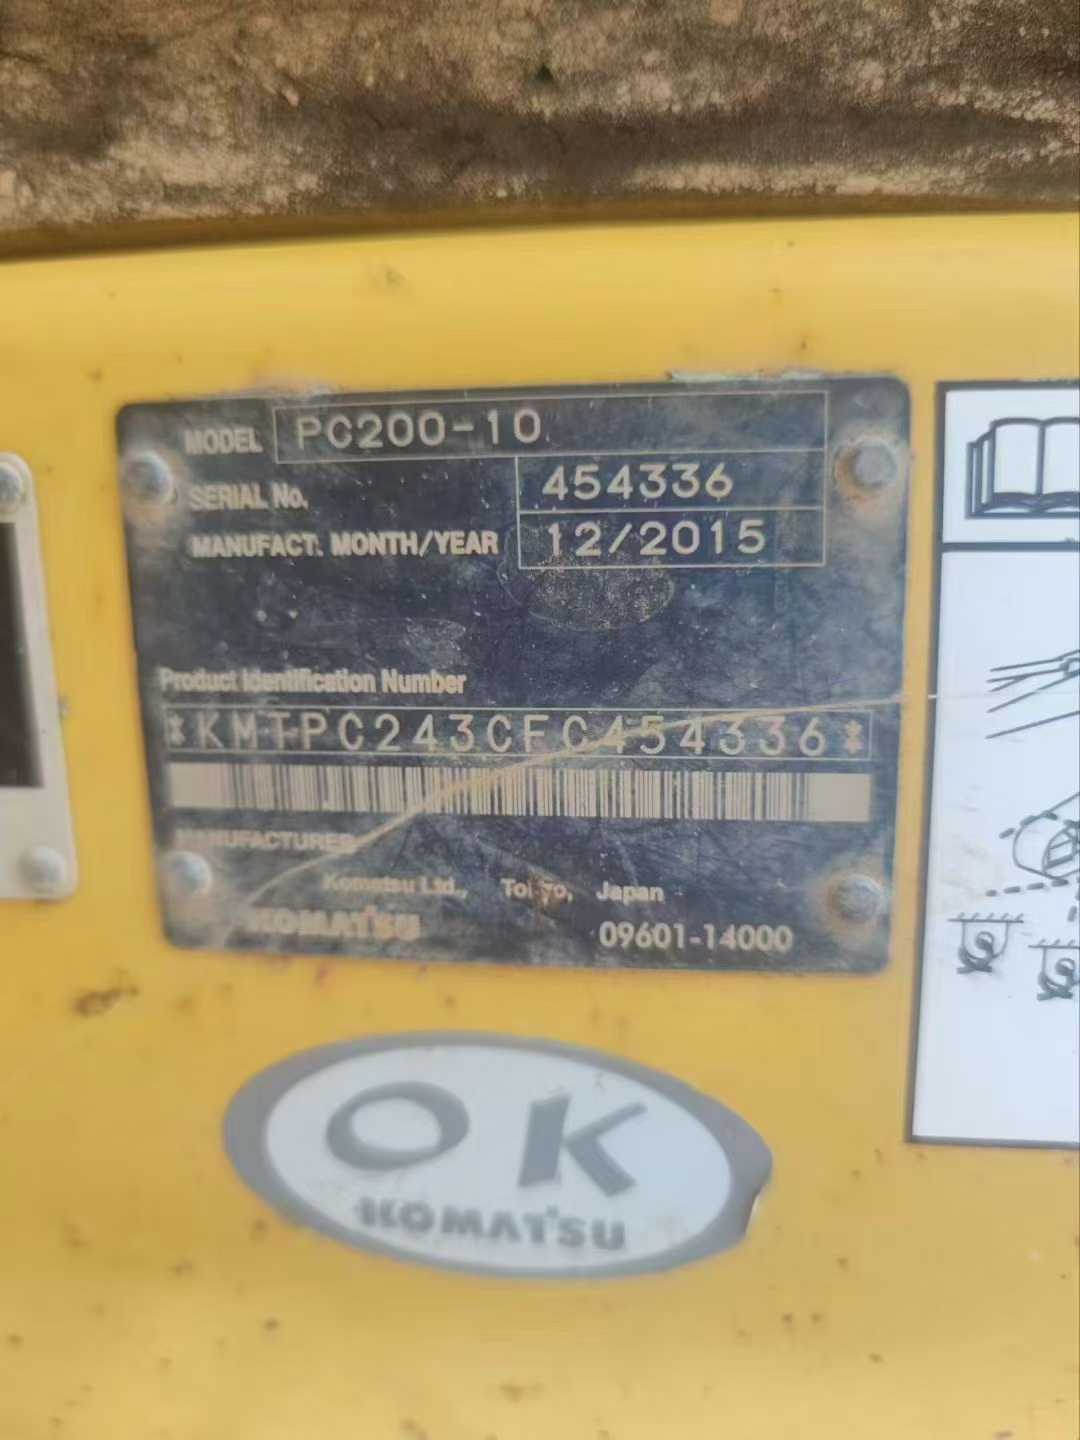 MODEL PC200-10
SERIAL No. 454336
MANUFACT. MONTH/YEAR 12/2015
Product Identification Number
*KMTPC243CFC454336*
MANUFACTURER
Komatsu Ltd., Tokyo, Japan
KOMATSU 09601-14000
OK
KOMATSU